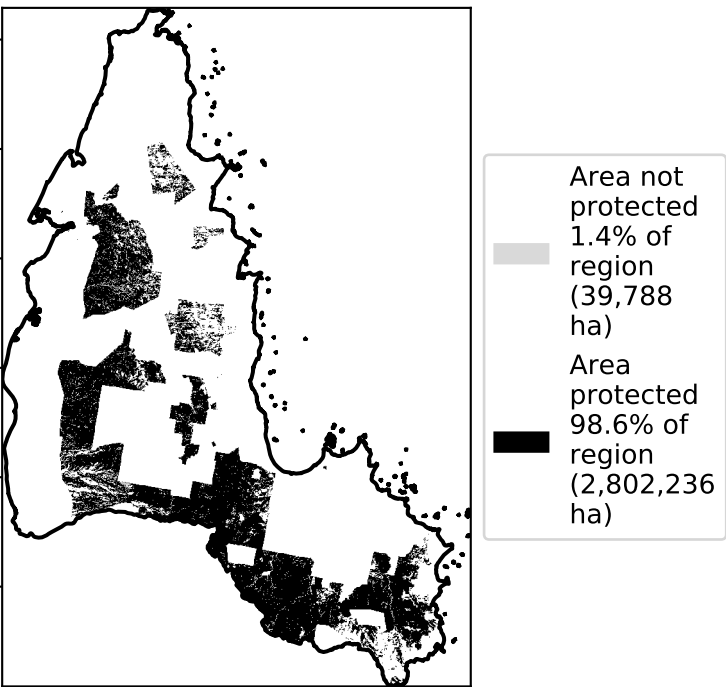 Area not
protected
1.4% of
region
(39,788
ha)
Area
protected
98.6% of
region
(2,802,236
ha)